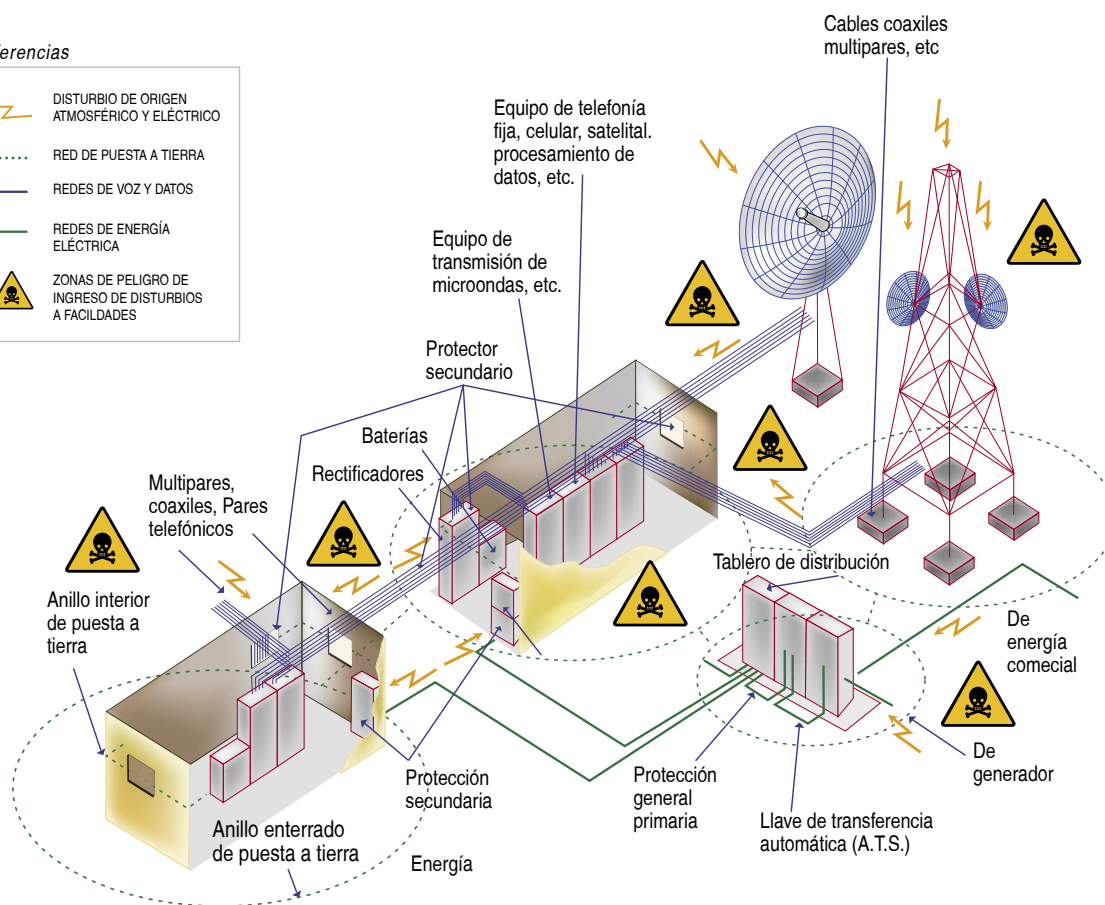 erencias
DISTURBIO DE ORIGEN
ATMOSFÉRICO Y ELÉCTRICO
RED DE PUESTA A TIERRA
REDES DE VOZ Y DATOS
REDES DE ENERGÍA
ELÉCTRICA
ZONAS DE PELIGRO DE
INGRESO DE DISTURBIOS
A FACILDADES
Cables coaxiles
multipares, etc
Equipo de telefonía
fija, celular, satelital.
procesamiento de
datos, etc.
Equipo de
transmisión de
microondas, etc.
Protector
secundario
Baterías
Rectificadores
Multipares,
coaxiles, Pares
telefónicos
Anillo interior
de puesta a
tierra
Tablero de distribución
De
energía
comecial
De
generador
Protección
secundaria
Protección
general
primaria
Llave de transferencia
automática (A.T.S.)
Anillo enterrado
de puesta a tierra
Energía